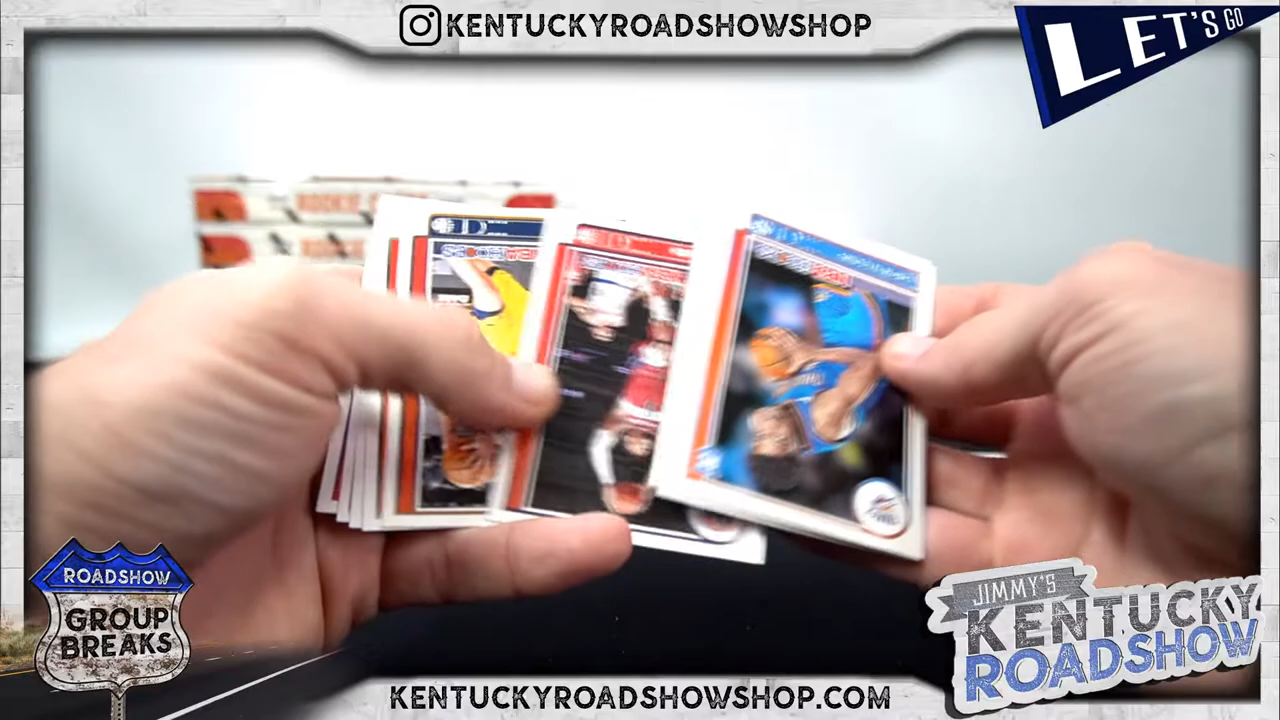 KENTUCKYROADSHOWSHOP
LET'S GO
ROADSHOW
GROUP
BREAKS
JIMMY'S
KENTUCKY
ROADSHOW
KENTUCKYROADSHOWSHOP.COM